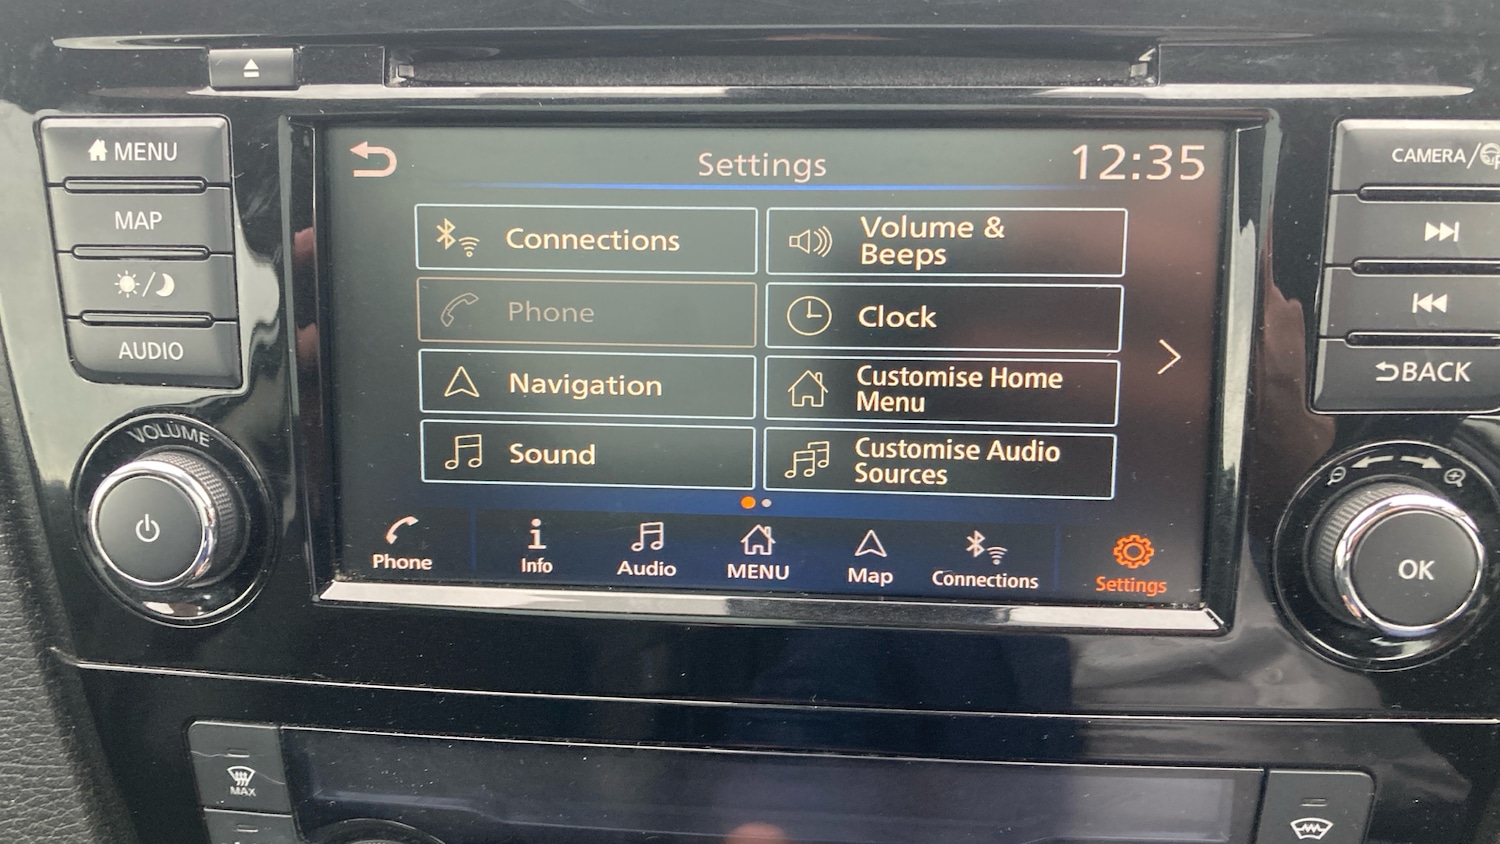 MENU
MAP
AUDIO
VOLUME
Settings
12:35
Connections
Volume &
Beeps
Phone
Clock
Navigation
Customise Home
Menu
Sound
Customise Audio
Sources
Phone
Info
Audio
MENU
Map
Connections
Settings
CAMERA/
BACK
OK
MAX